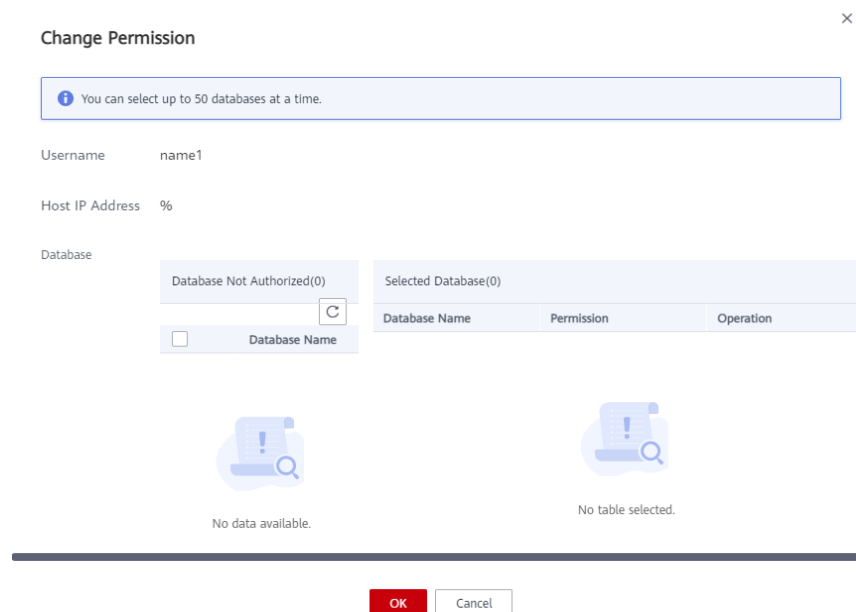 Change Permission
You can select up to 50 databases at a time.
Username name1
Host IP Address %
Database
Database Not Authorized(0)
Database Name
No data available.
Selected Database(0)
Database Name Permission Operation
No table selected.
OK Cancel